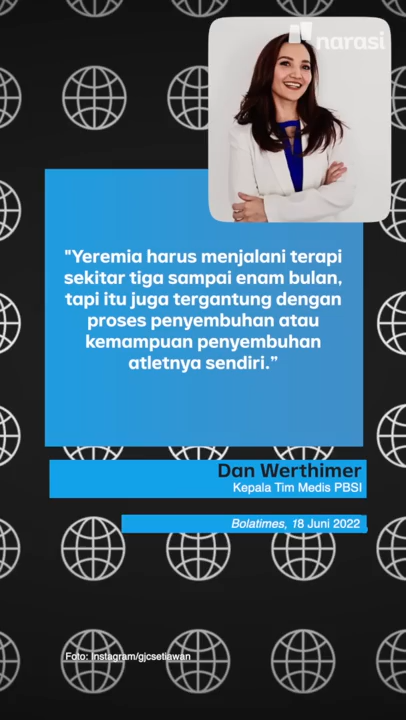 narasi
"Yeremia harus menjalani terapi
sekitar tiga sampai enam bulan,
tapi itu juga tergantung dengan
proses penyembuhan atau
kemampuan penyembuhan
atletnya sendiri.”
Dan Werthimer
Kepala Tim Medis PBSI
Bolatimes, 18 Juni 2022
Foto: Instagram/gjcsetiawan